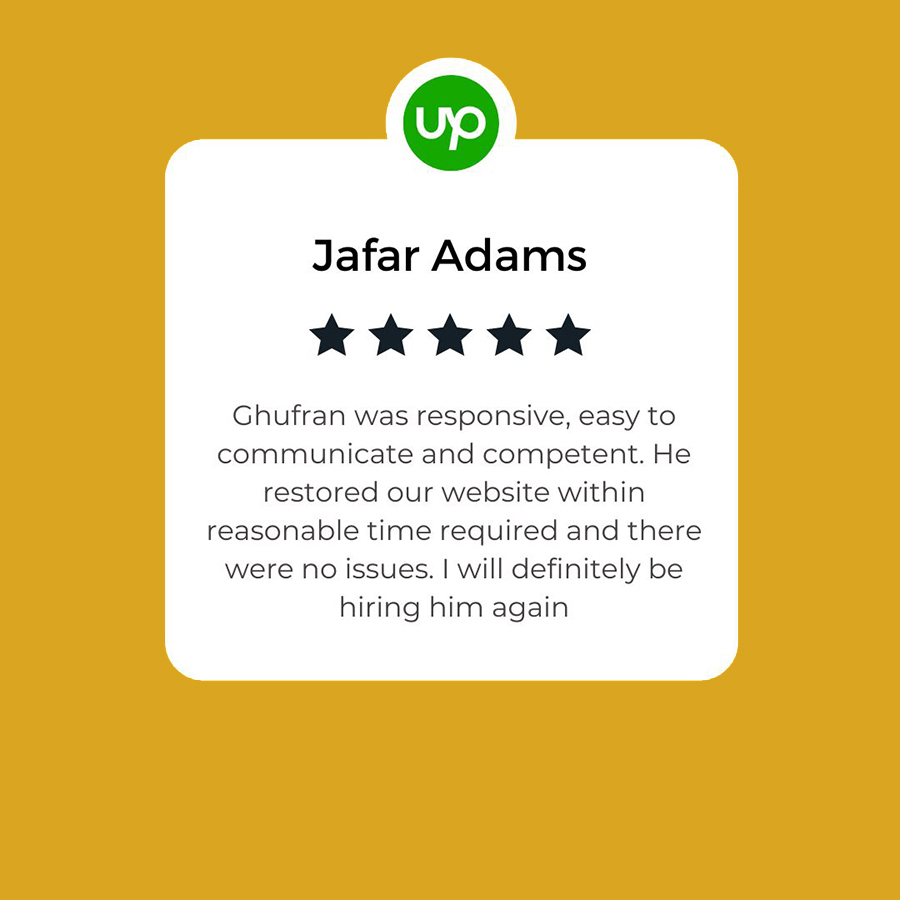 up
Jafar Adams
Ghufran was responsive, easy to
communicate and competent. He
restored our website within
reasonable time required and there
were no issues. I will definitely be
hiring him again